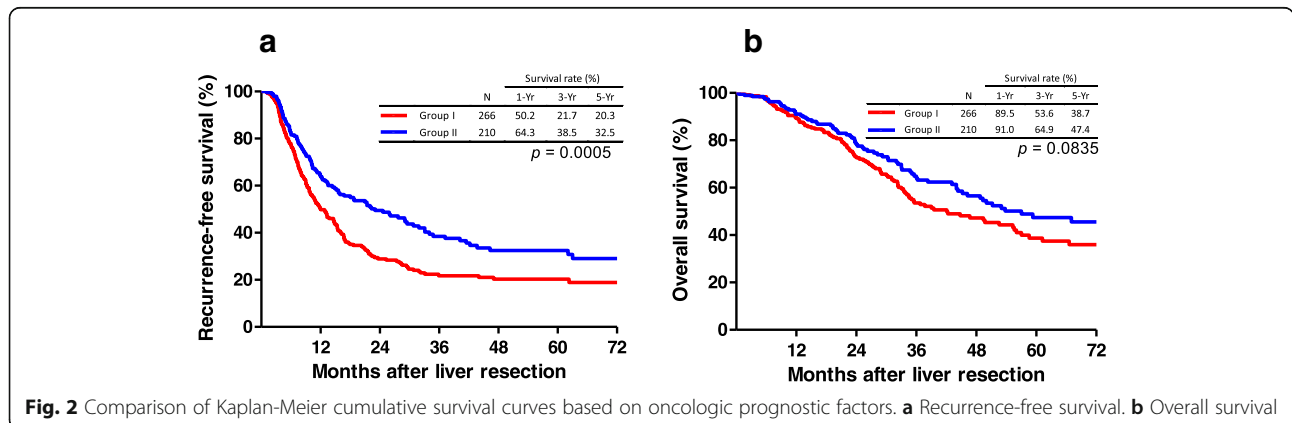 a
Survival rate (%)
N 1-Yr 3-Yr 5-Yr
Group I 266 50.2 21.7 20.3
Group II 210 64.3 38.5 32.5
p = 0.0005
Recurrence-free survival (%)
100
80
60
40
20
0
12 24 36 48 60 72
Months after liver resection
b
Survival rate (%)
N 1-Yr 3-Yr 5-Yr
Group I 266 89.5 53.6 38.7
Group II 210 91.0 64.9 47.4
p = 0.0835
Overall survival (%)
100
80
60
40
20
0
12 24 36 48 60 72
Months after liver resection
Fig. 2 Comparison of Kaplan-Meier cumulative survival curves based on oncologic prognostic factors. a Recurrence-free survival. b Overall survival